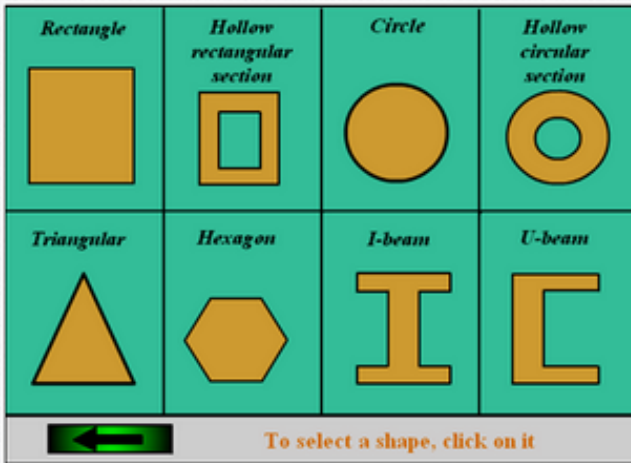 Rectangle
Hollow
rectangular
section
Circle
Hollow
circular
section
Triangular
Hexagon
I-beam
U-beam
To select a shape, click on it